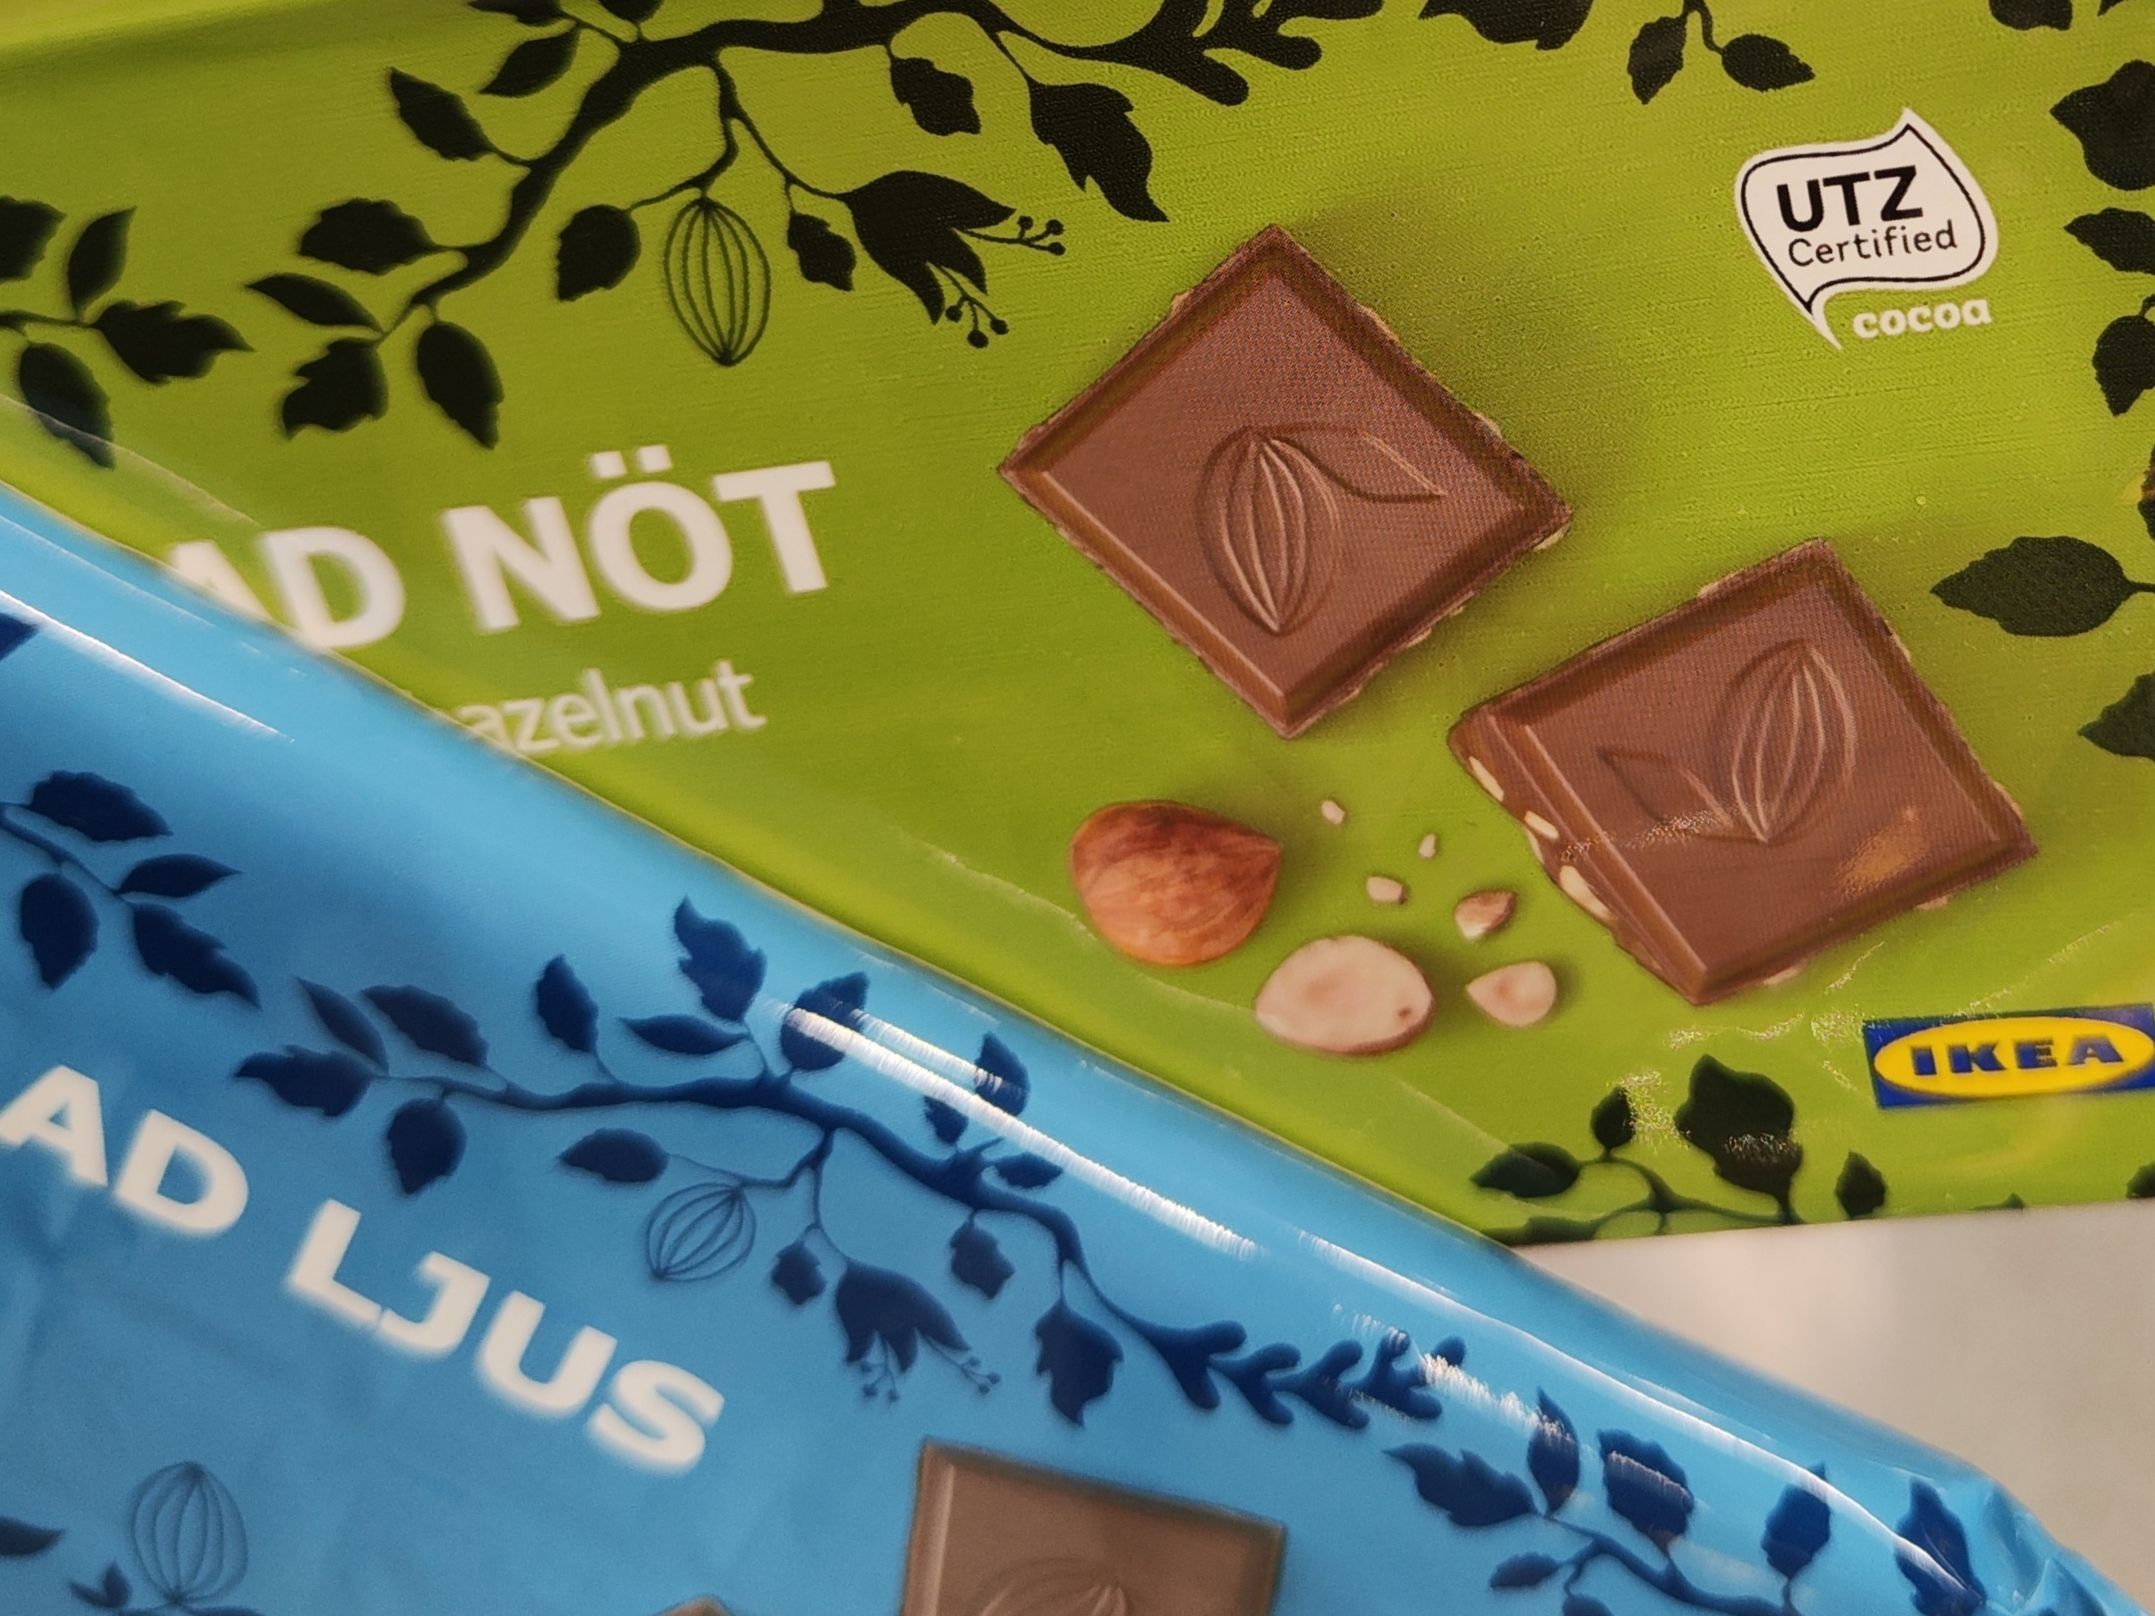 UTZ
Certified
cocoa
AD NÖT
azelnut
IKEA
AD LJUS